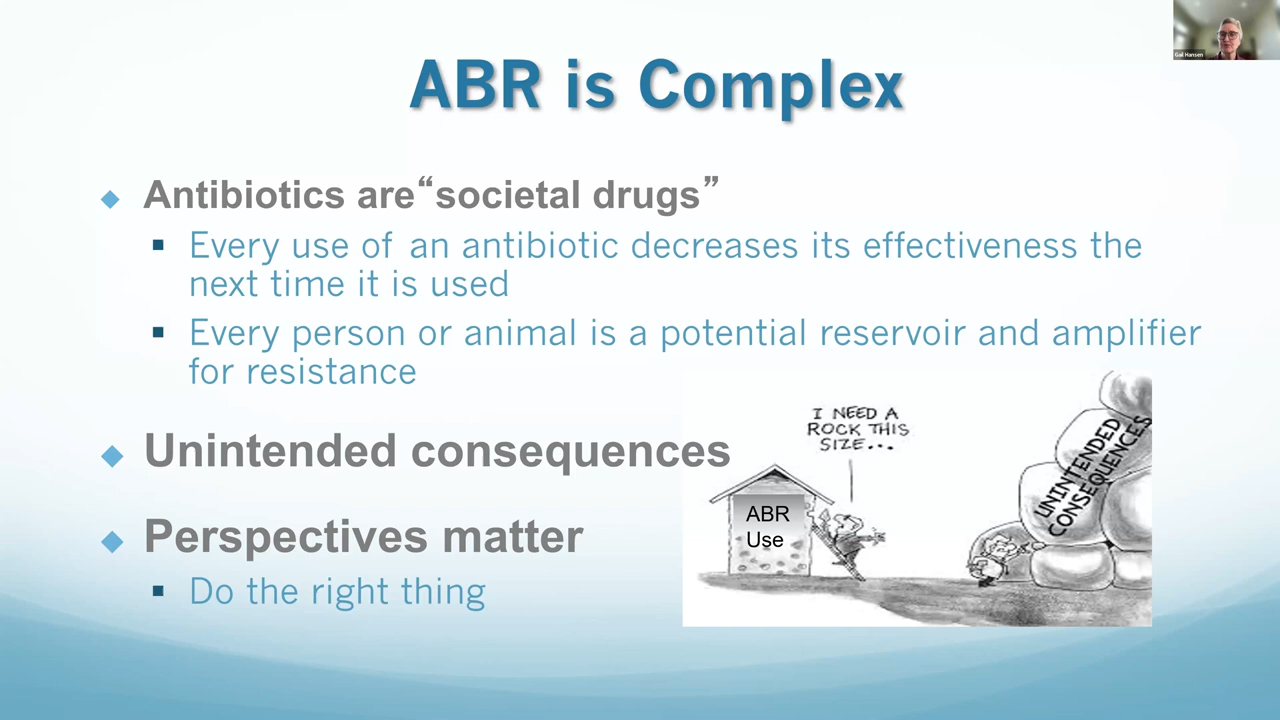 Gail Hansen
ABR is Complex
Antibiotics are“societal drugs”
Every use of an antibiotic decreases its effectiveness the
next time it is used
Every person or animal is a potential reservoir and amplifier
for resistance
Unintended consequences
Perspectives matter
Do the right thing
I NEED A
ROCK THIS
SIZE...
ABR
Use
UNINTENDED
CONSEQUENCES